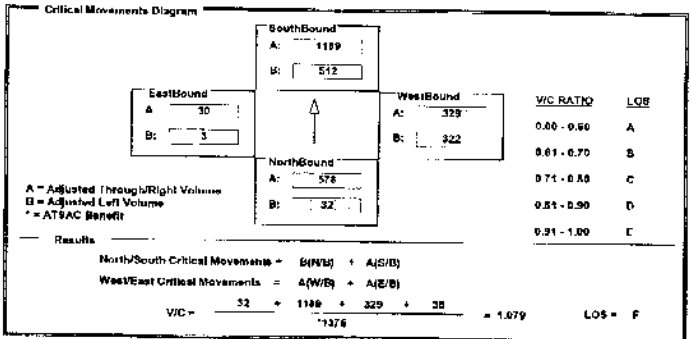 Critical Movements Diagram
SouthBound
A: 1189
B: 512
EastBound
A: 30
B: 3
WestBound
A: 329
B: 322
NorthBound
A: 578
B: 32
V/C RATIO LOS
0.00 - 0.60 A
0.61 - 0.70 B
0.71 - 0.80 C
0.81 - 0.90 D
0.91 - 1.00 E
A = Adjusted Through/Right Volume
B = Adjusted Left Volume
* = ATSAC Benefit
Results
North/South Critical Movements = B(N/B) + A(S/B)
West/East Critical Movements = A(W/B) + A(E/B)
V/C = 32 + 1189 + 329 + = 1.079 LOS = F
*1375